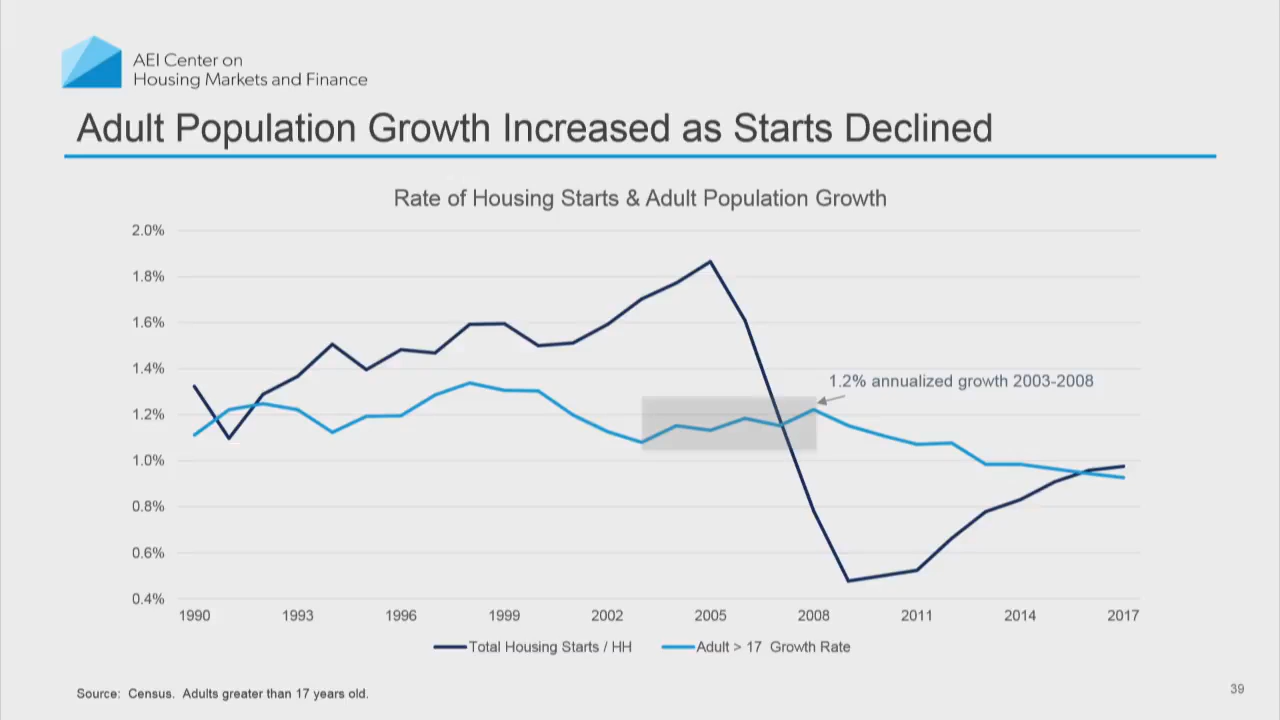 AEI Center on
Housing Markets and Finance
Adult Population Growth Increased as Starts Declined
Rate of Housing Starts & Adult Population Growth
2.0%
1.8%
1.6%
1.4%
1.2%
1.0%
0.8%
0.6%
0.4%
1.2% annualized growth 2003-2008
1990 1993 1996 1999 2002 2005 2008 2011 2014 2017
Total Housing Starts / HH Adult > 17 Growth Rate
Source: Census. Adults greater than 17 years old.
39